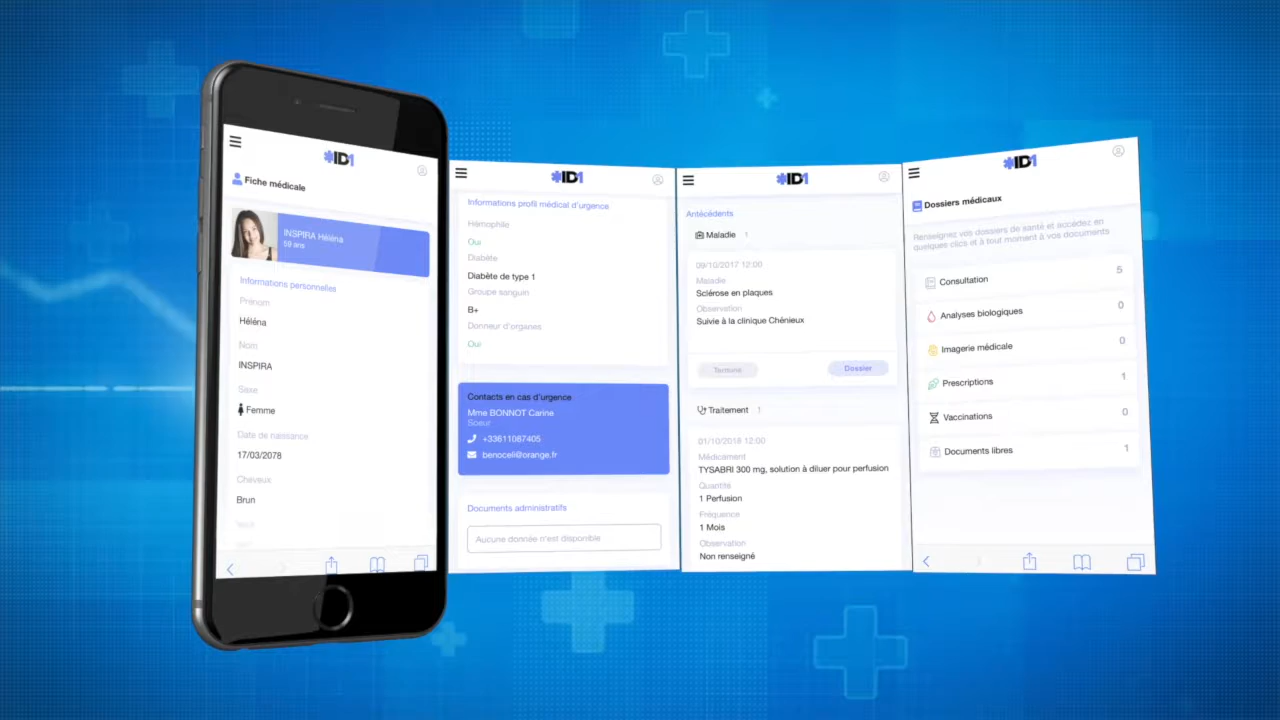 *ID1
Fiche médicale
INSPIRA Héléna
59 ans
Informations personnelles
Prénom
Héléna
Nom
INSPIRA
Sexe
Femme
Date de naissance
17/03/2078
Cheveux
Brun
*ID1
Informations profil médical d'urgence
Hémophile
Oui
Diabète
Diabète de type 1
Groupe sanguin
B+
Donneur d'organes
Oui
Contacts en cas d'urgence
Mme BONNOT Carine
Soeur
+33611087405
benocell@orange.fr
Documents administratifs
Aucune donnée n'est disponible
*ID1
Antécédents
Maladie 1
09/10/2017 12:00
Maladie
Sclérose en plaques
Observation
Suivie à la clinique Chénieux
Terminé
Dossier
Traitement 1
01/10/2018 12:00
Médicament
TYSABRI 300 mg, solution à diluer pour perfusion
Quantité
1 Perfusion
Fréquence
1 Mois
Observation
Non renseigné
*ID1
Dossiers médicaux
Renseignez vos dossiers de santé et accédez en
quelques clics et à tout moment à vos documents
Consultation 5
Analyses biologiques 0
Imagerie médicale 0
Prescriptions 1
Vaccinations 0
Documents libres 1